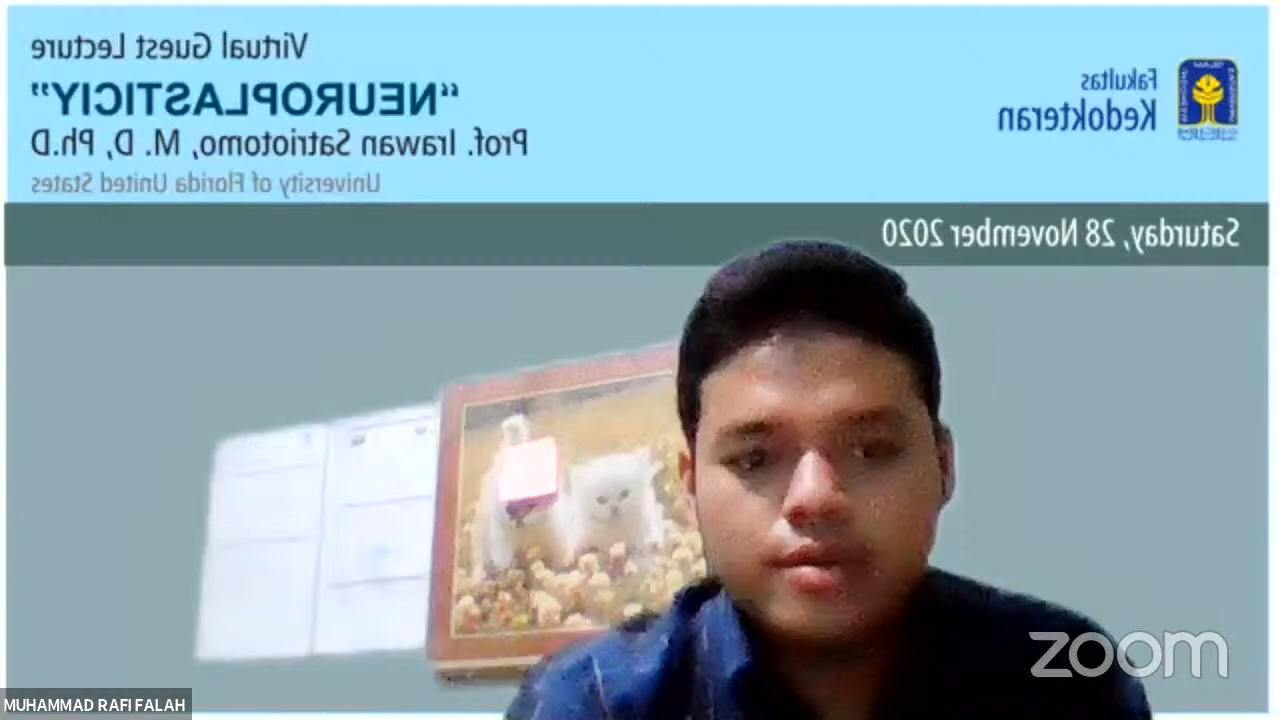 Virtual Guest Lecture
"NEUROPLASTICIY"
Prof. Irawan Satriotomo, M. D, Ph.D
University of Florida United States
Fakultas
Kedokteran
Saturday, 28 November 2020
zoom
MUHAMMAD RAFI FALAH